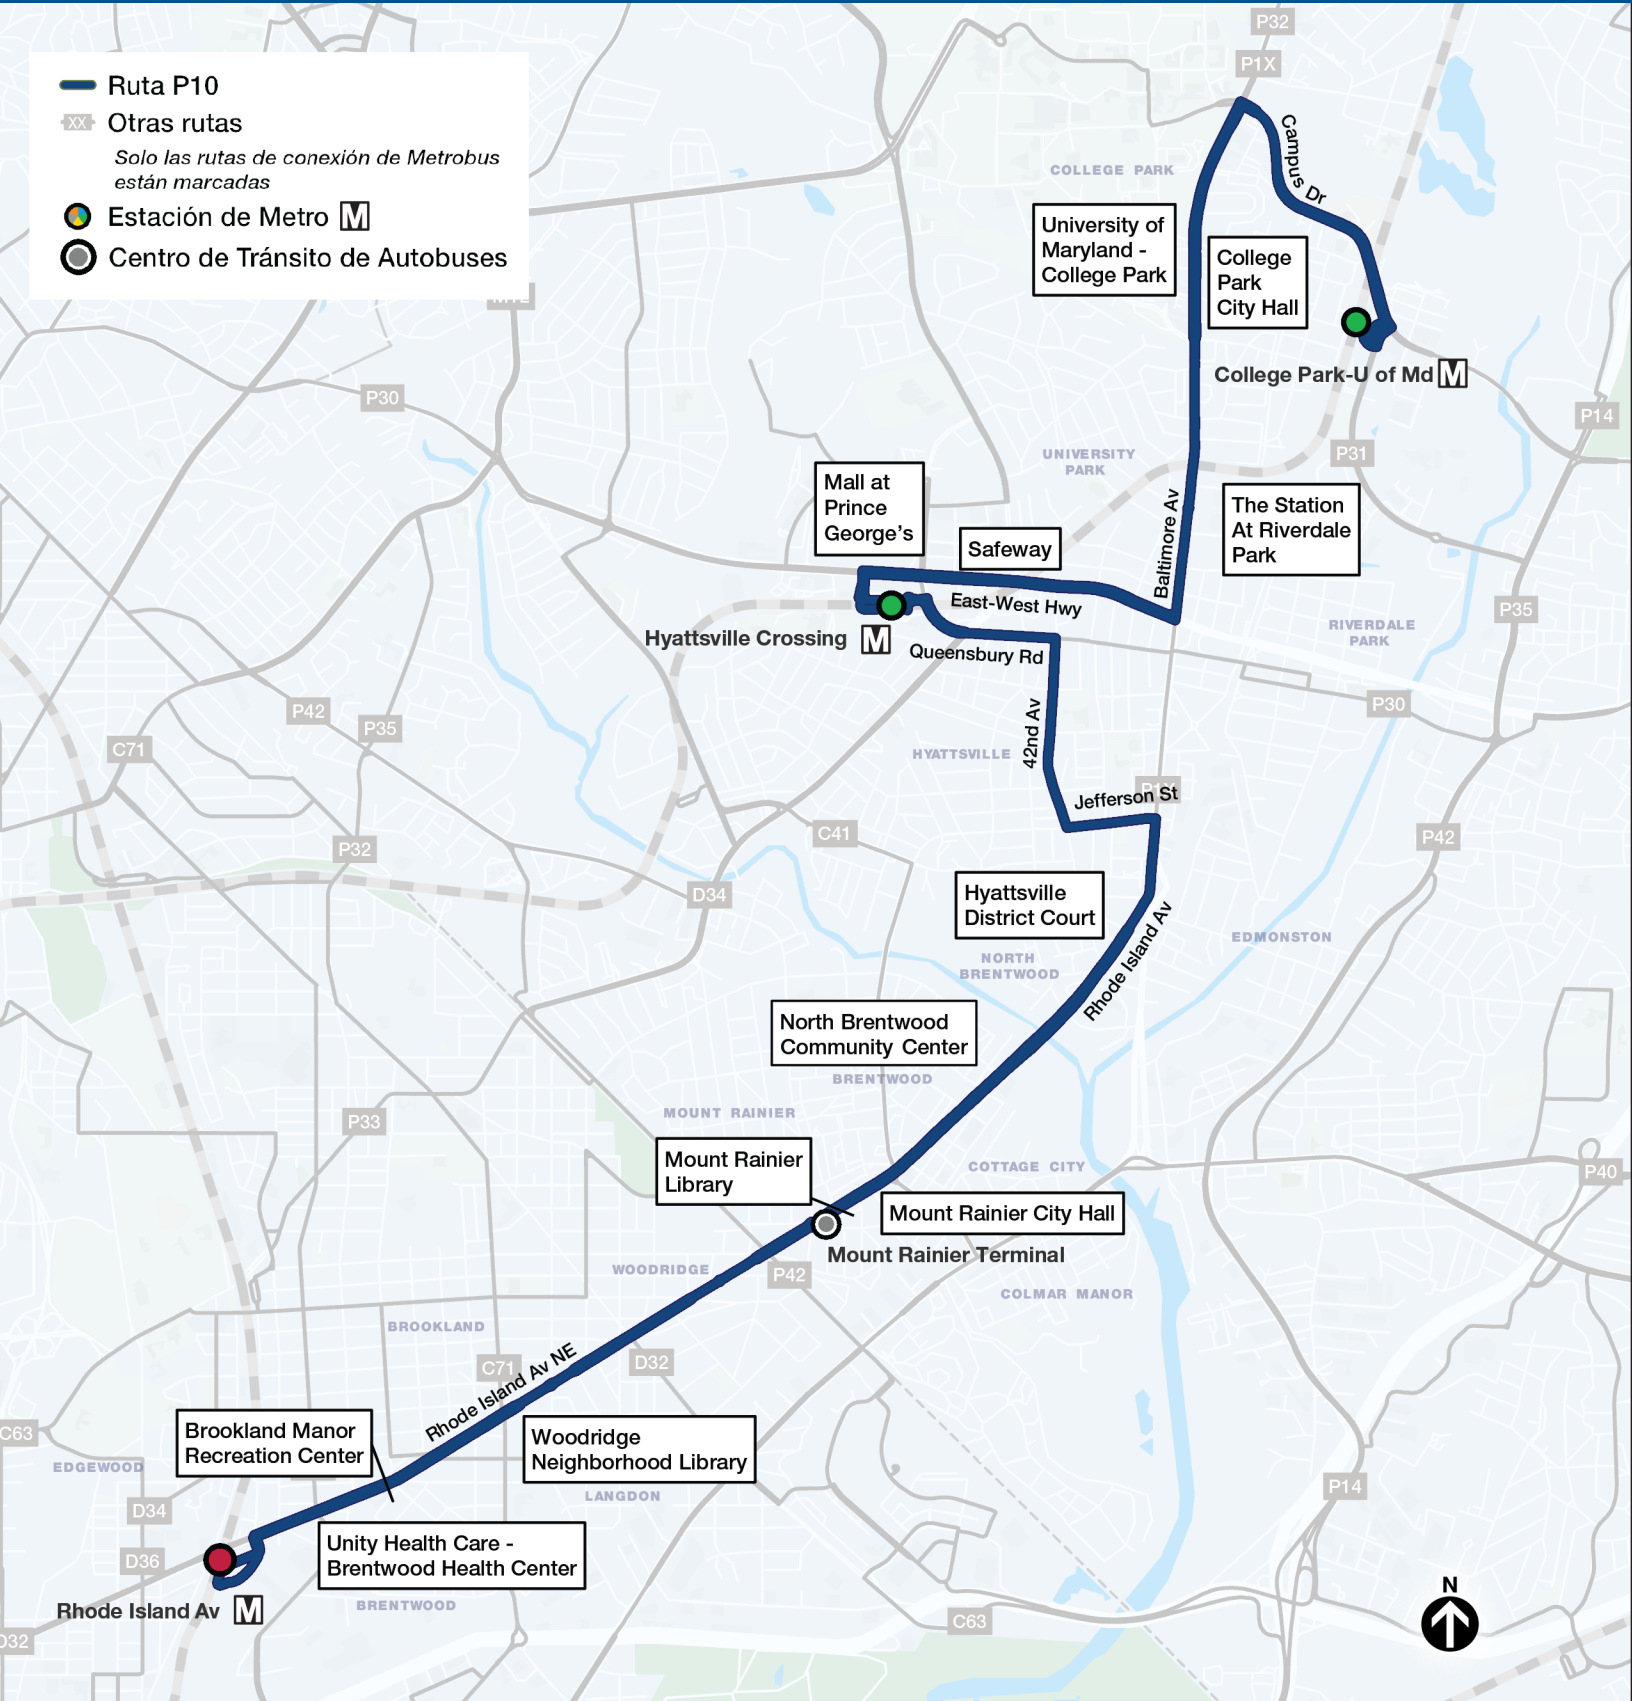 Ruta P10
XX
Otras rutas
Solo las rutas de conexión de Metrobus
están marcadas
Estación de Metro M
Centro de Tránsito de Autobuses
P32
P1X
Campus Dr
COLLEGE PARK
University of
Maryland -
College Park
College
Park
City Hall
College Park-U of Md M
P14
P30
P31
UNIVERSITY
PARK
Mall at
Prince
George's
Safeway
Baltimore Av
The Station
At Riverdale
Park
East-West Hwy
P35
RIVERDALE
PARK
Hyattsville Crossing M
Queensbury Rd
P42
P35
C71
42nd Av
HYATTSVILLE
P30
Jefferson St
P32
C41
P42
D34
Hyattsville
District Court
Rhode Island Av
EDMONSTON
NORTH
BRENTWOOD
North Brentwood
Community Center
BRENTWOOD
P33
MOUNT RAINIER
Mount Rainier
Library
COTTAGE CITY
P40
Mount Rainier City Hall
Mount Rainier Terminal
WOODRIDGE
P42
COLMAR MANOR
BROOKLAND
C71
Rhode Island Av NE
D32
C63
Brookland Manor
Recreation Center
Woodridge
Neighborhood Library
EDGEWOOD
LANGDON
P14
D34
Unity Health Care -
Brentwood Health Center
D36
Rhode Island Av M
BRENTWOOD
C63
D32
N